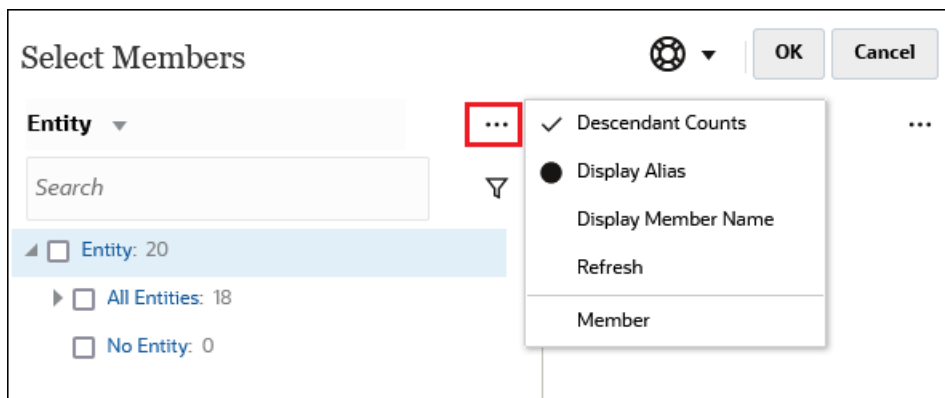 Select Members
OK
Cancel
Entity
Search
Entity: 20
All Entities: 18
No Entity: 0
Descendant Counts
Display Alias
Display Member Name
Refresh
Member